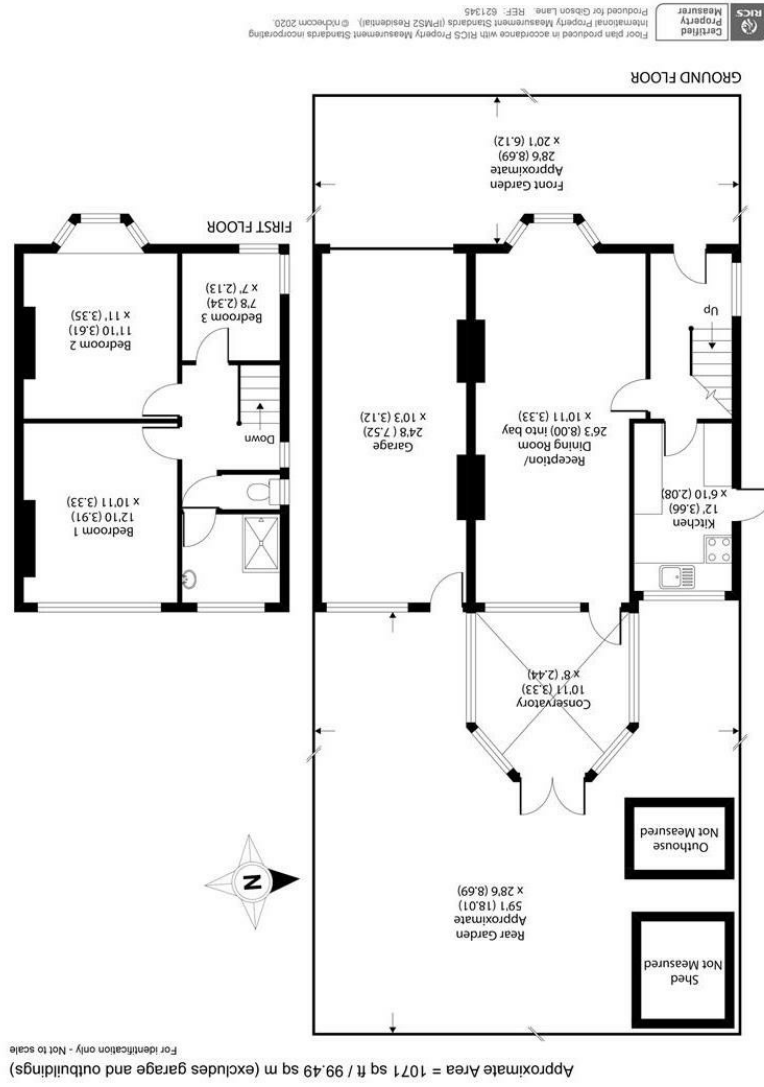 Approximate Area = 1071 sq ft / 99.49 sq m (excludes garage and outbuildings)
For identification only - Not to scale
Shed
Not Measured
Outhouse
Not Measured
Rear Garden
Approximate
59'1 (18.01)
x 28'6 (8.69)
N
Conservatory
10'11 (3.33)
x 8' (2.44)
Kitchen
12' (3.66)
x 6'10 (2.08)
Reception/
Dining Room
26'3 (8.00) into bay
x 10'11 (3.33)
Garage
24'8 (7.52)
x 10'3 (3.12)
Up
Front Garden
Approximate
28'6 (8.69)
x 20'1 (6.12)
GROUND FLOOR
Bedroom 1
12'10 (3.91)
x 10'11 (3.33)
Down
Bedroom 2
11'10 (3.61)
x 11' (3.35)
Bedroom 3
7'8 (2.34)
x 7' (2.13)
FIRST FLOOR
RICS
Certified
Property
Measurer
Floor plan produced in accordance with RICS Property Measurement Standards incorporating
International Property Measurement Standards (IPMS2 Residential). © nichecom 2020.
Produced for Gibson Lane. REF: 621345